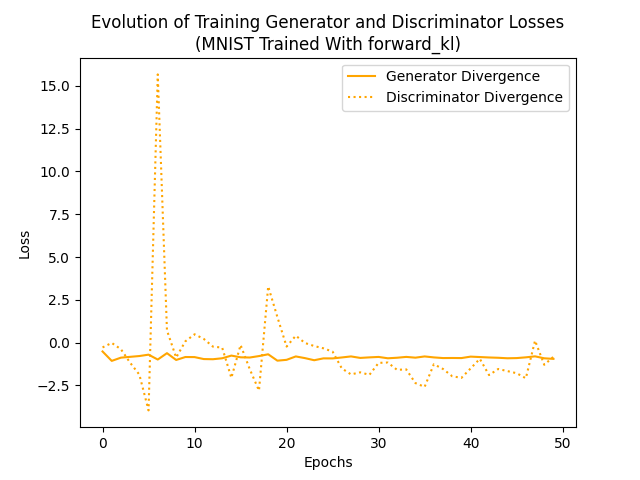 Evolution of Training Generator and Discriminator Losses
(MNIST Trained With forward_kl)
Generator Divergence
Discriminator Divergence
15.0
12.5
10.0
7.5
5.0
2.5
0.0
−2.5
Loss
0 10 20 30 40 50
Epochs